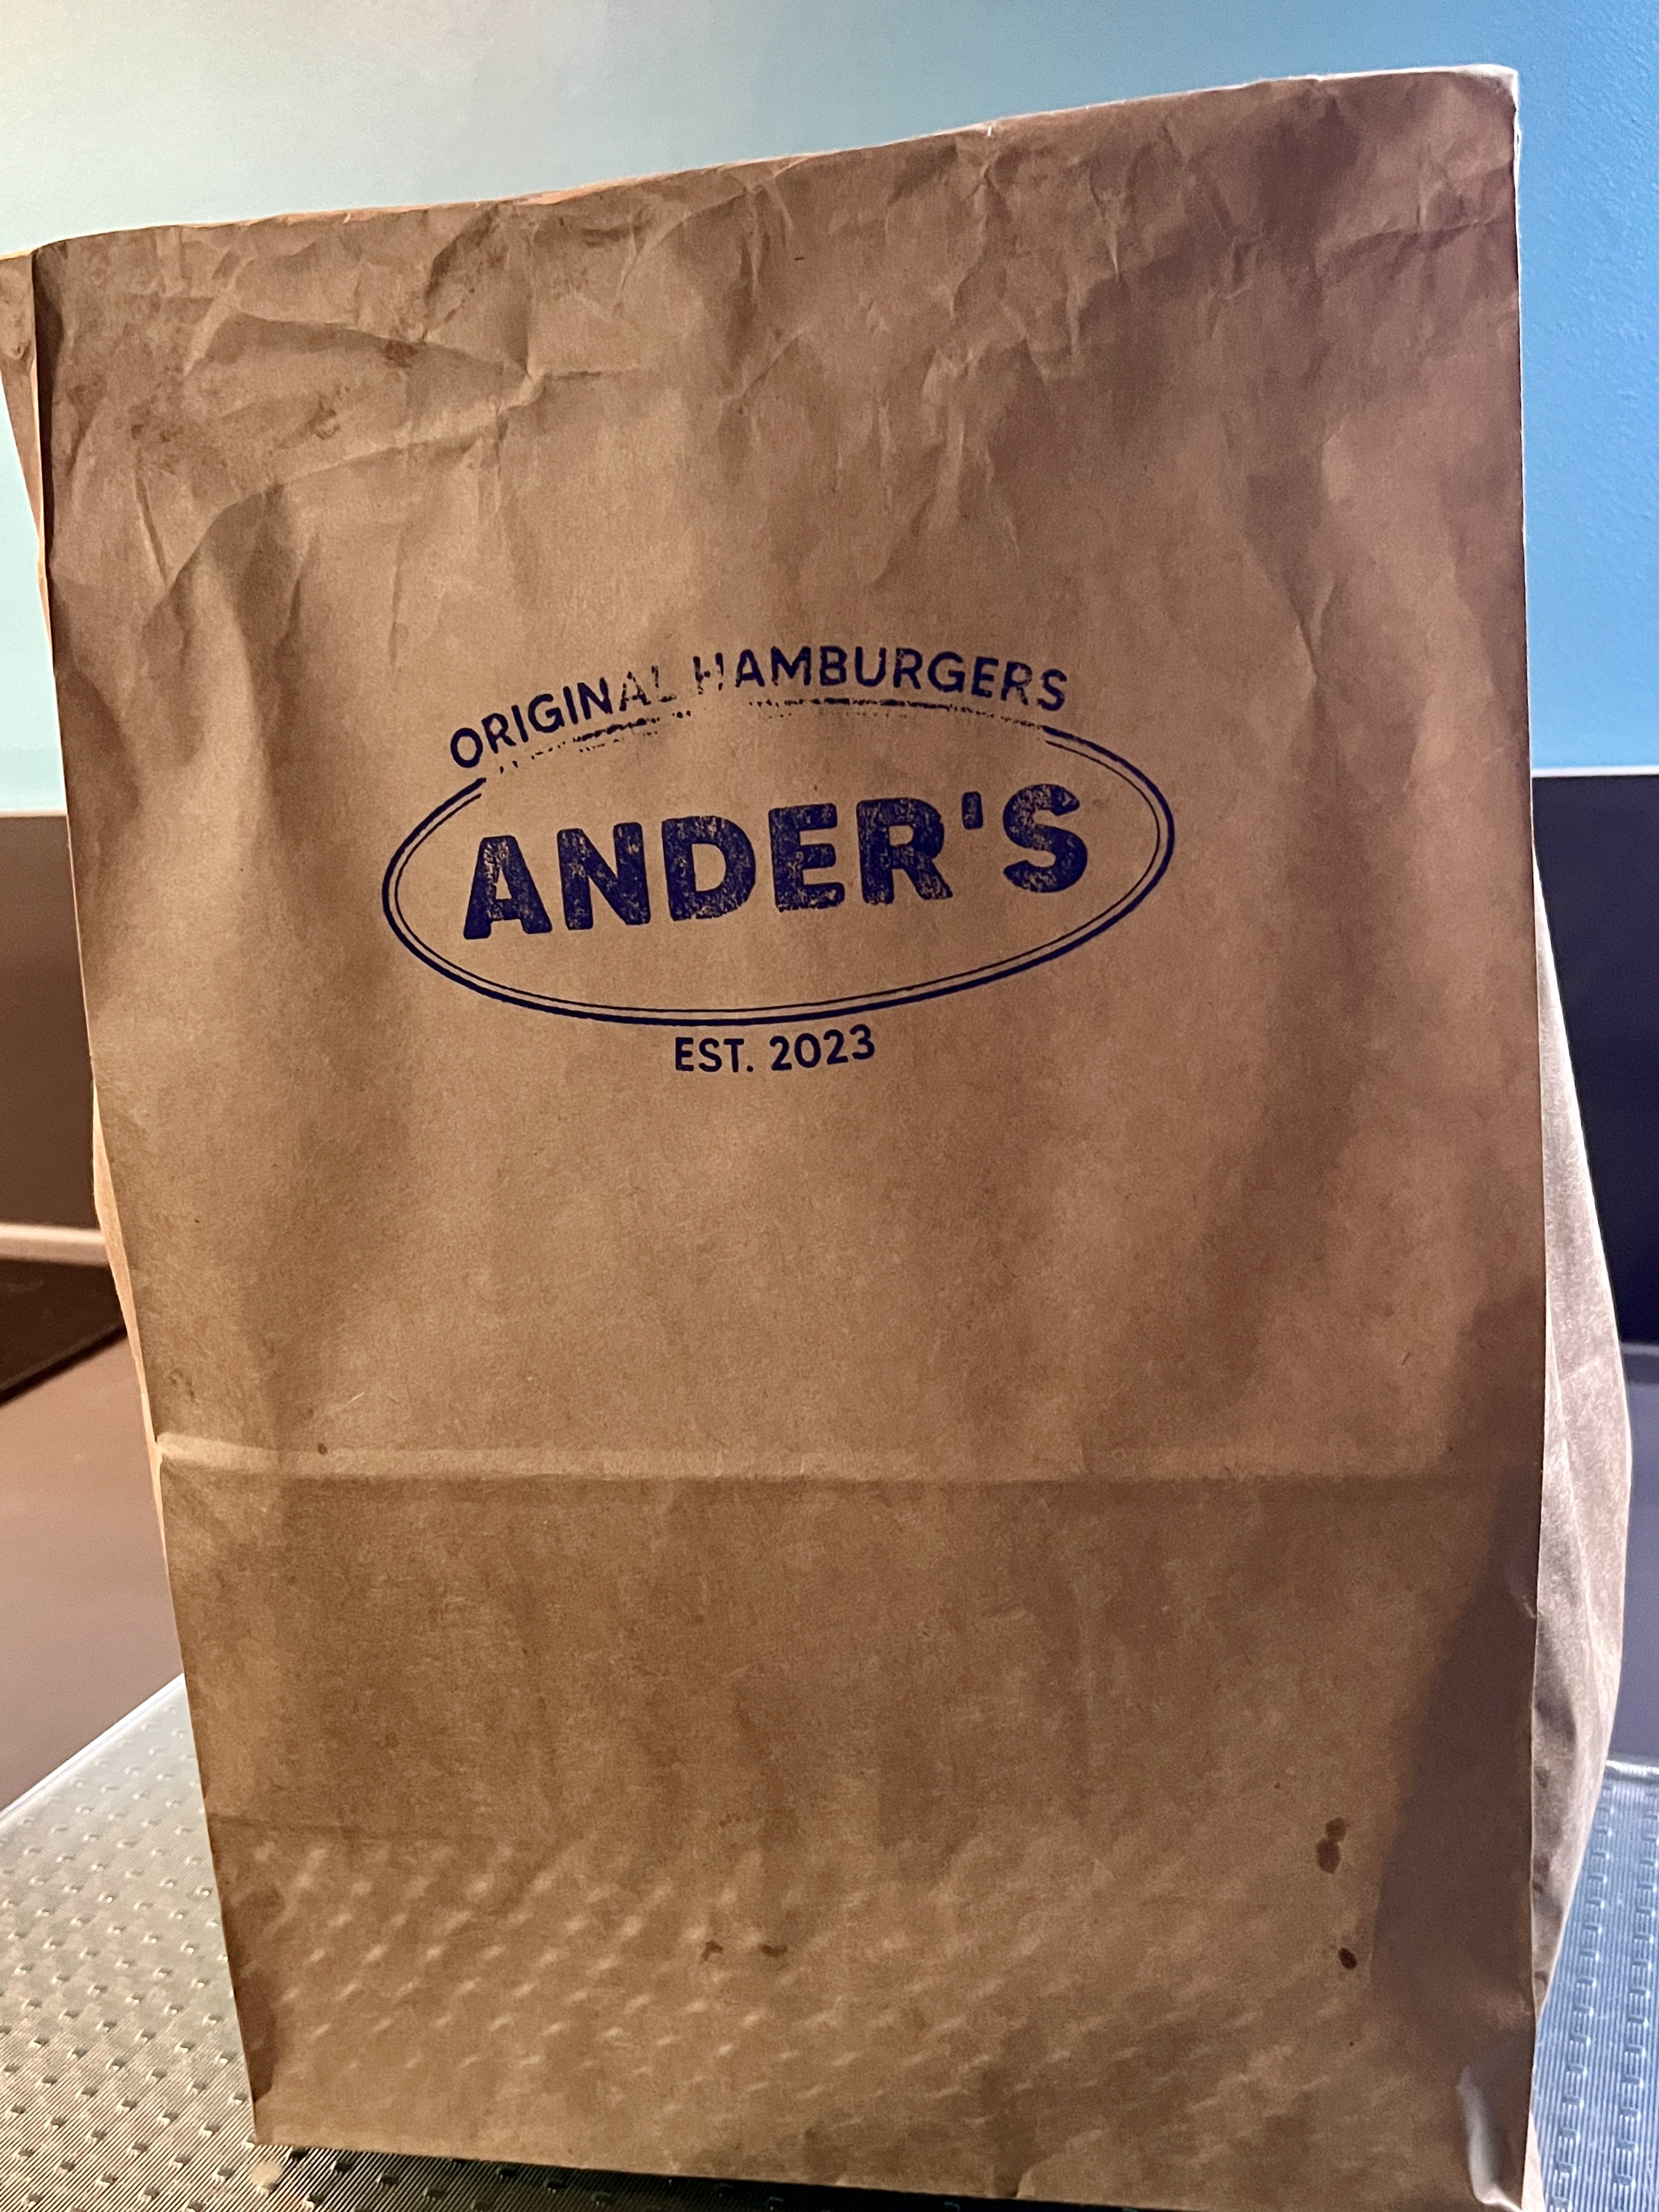 ORIGINAL HAMBURGERS
ANDER'S
EST. 2023